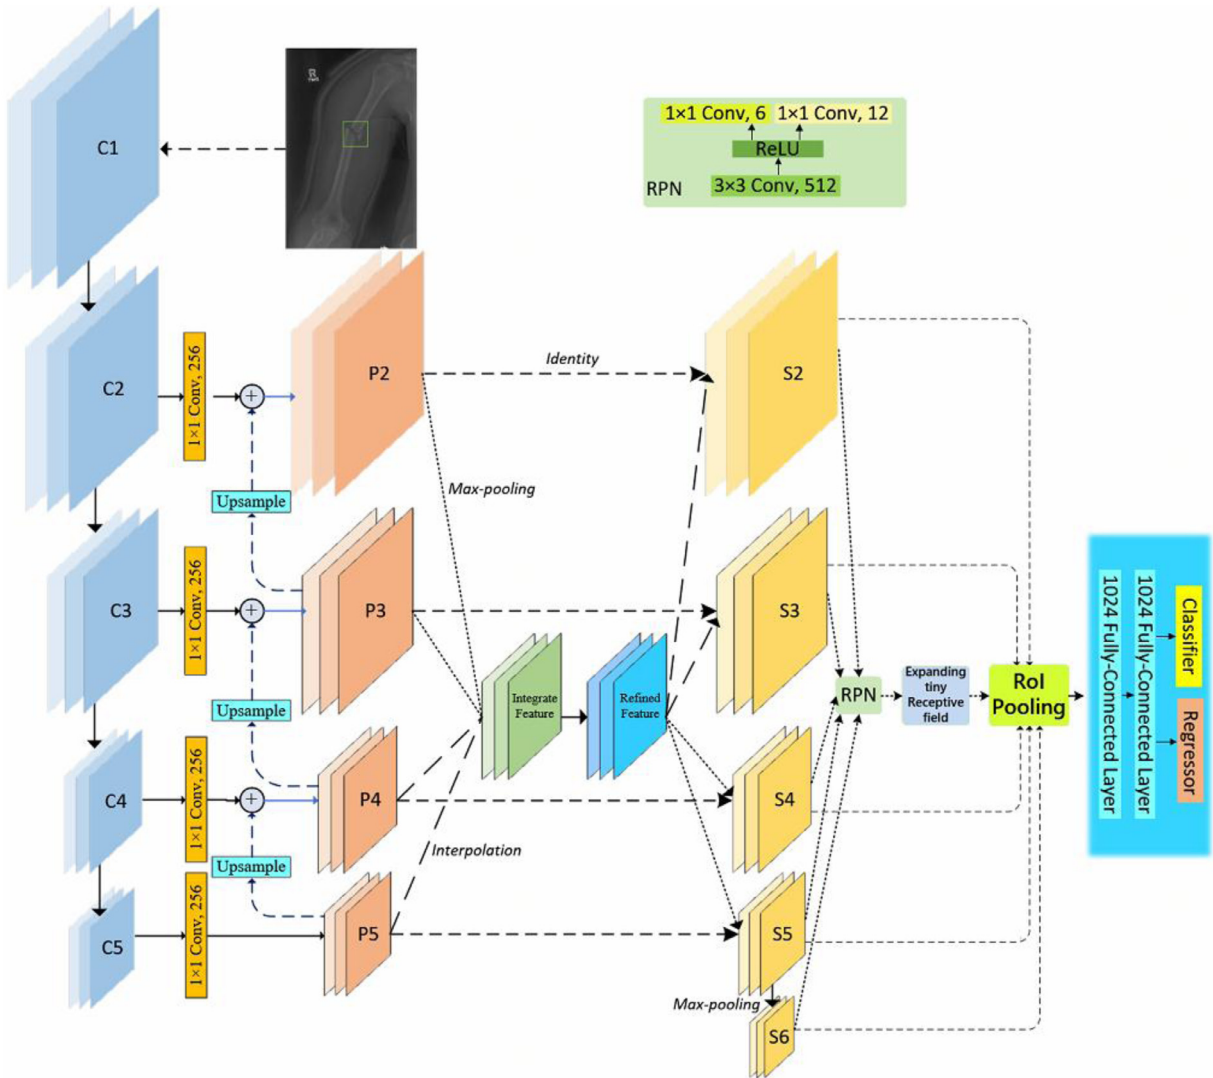 C1
R
1×1 Conv, 6
1×1 Conv, 12
ReLU
3×3 Conv, 512
RPN
C2
1×1 Conv, 256
+
P2
Identity
S2
Upsample
Max-pooling
C3
1×1 Conv, 256
+
P3
S3
Upsample
Integrate
Feature
Refined
Feature
RPN
Expanding
tiny
Receptive
field
RoI
Pooling
1024 Fully-Connected Layer
1024 Fully-Connected Layer
Classifier
Regressor
C4
1×1 Conv, 256
+
P4
S4
Upsample
Interpolation
C5
1×1 Conv, 256
P5
S5
Max-pooling
S6